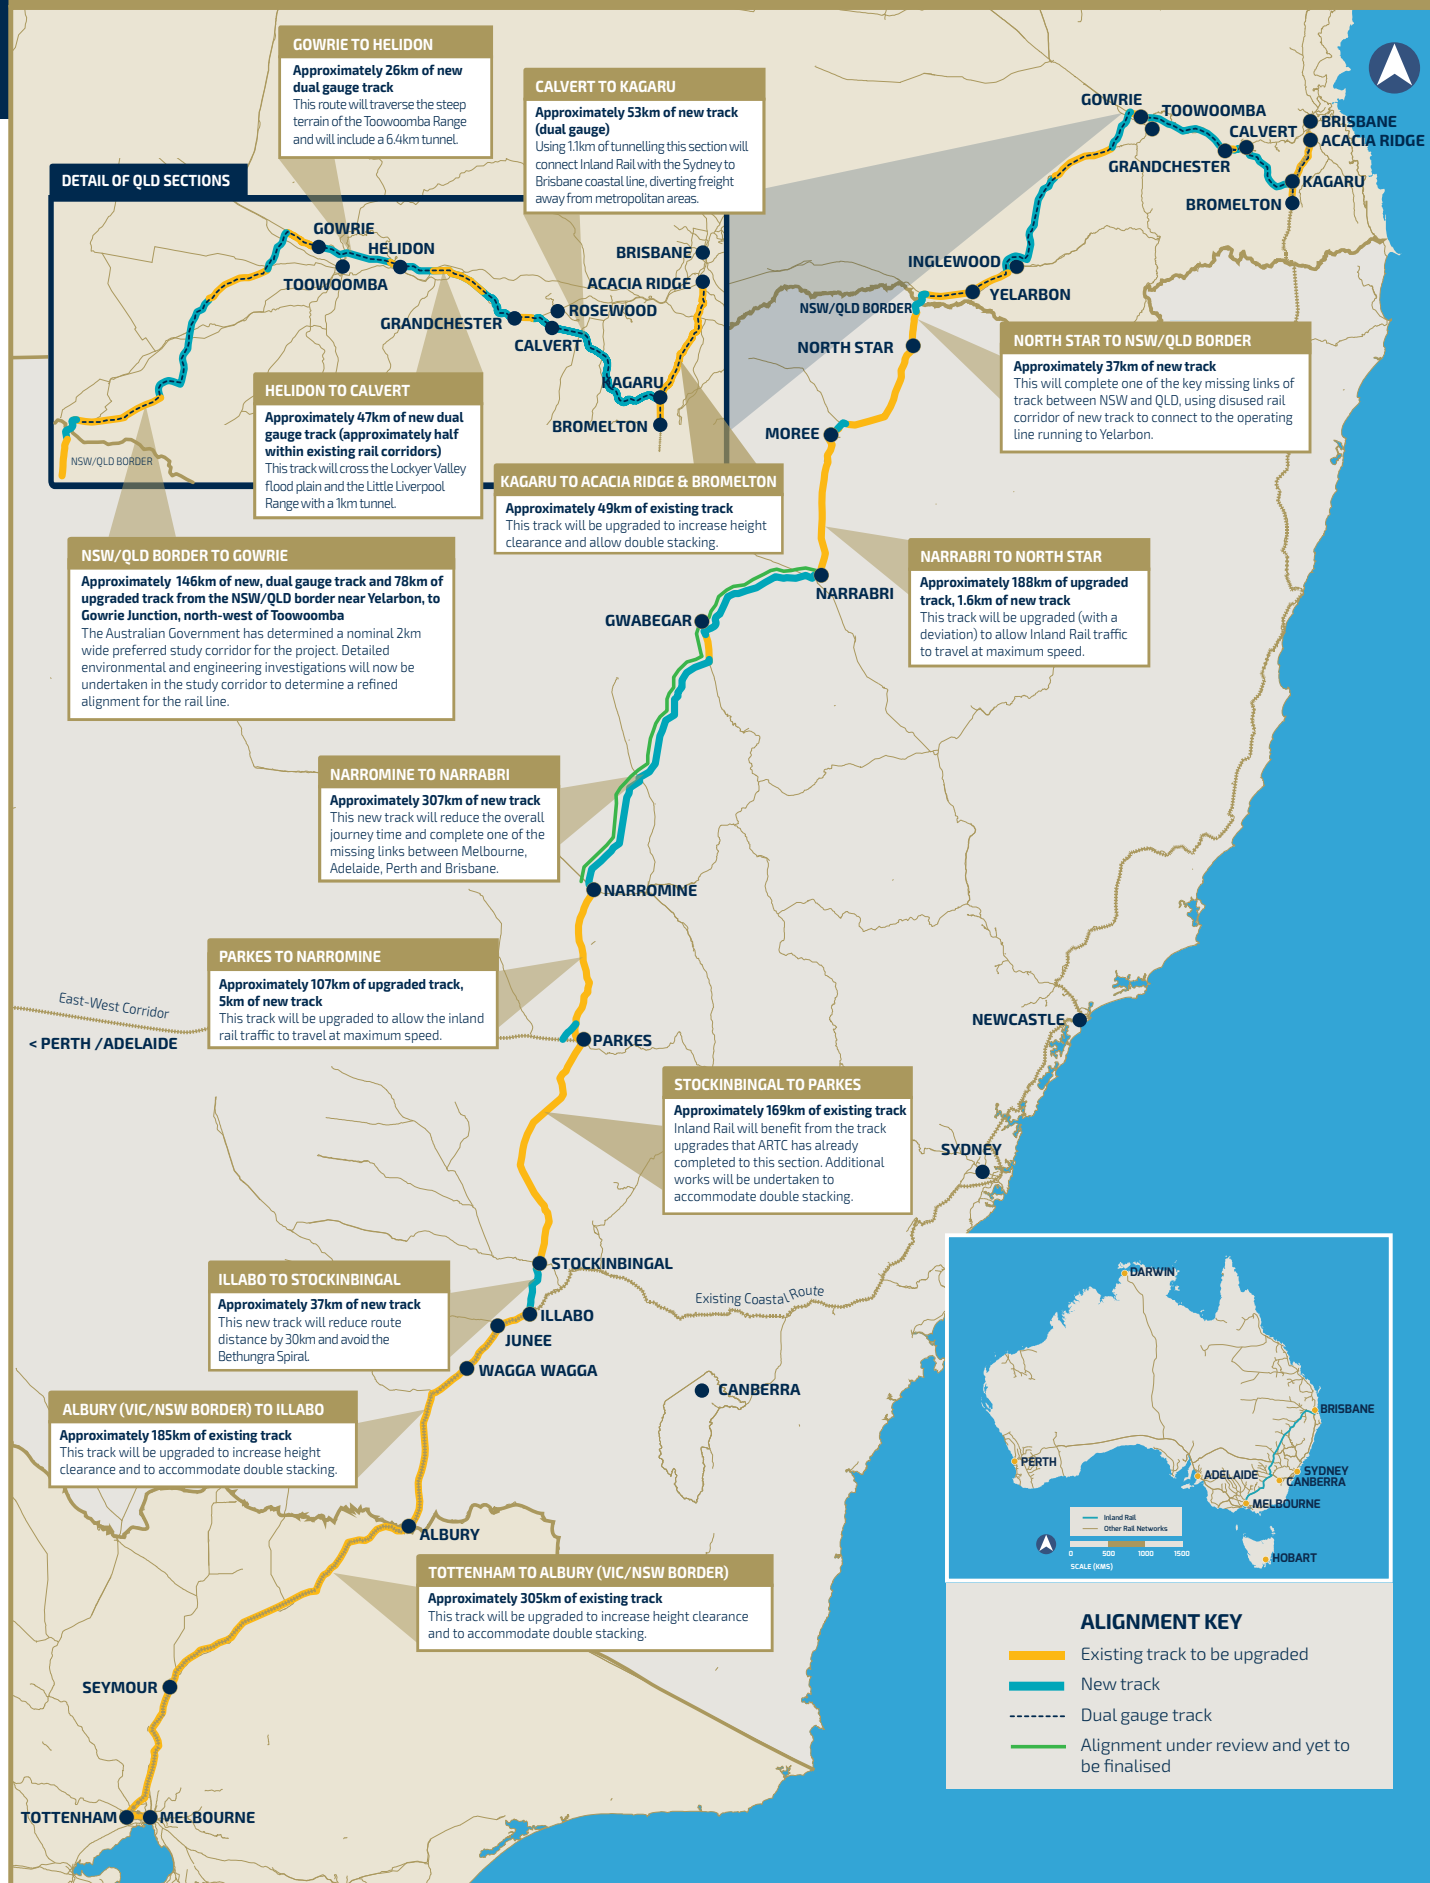 GOWRIE TO HELIDON
Approximately 26km of new
dual gauge track
This route will traverse the steep
terrain of the Toowoomba Range
and will include a 6.4km tunnel.
CALVERT TO KAGARU
Approximately 53km of new track
(dual gauge)
Using 1.1km of tunnelling this section will
connect Inland Rail with the Sydney to
Brisbane coastal line, diverting freight
away from metropolitan areas.
GOWRIE
TOOWOOMBA
BRISBANE
CALVERT
ACACIA RIDGE
GRANDCHESTER
KAGARU
BROMELTON
DETAIL OF QLD SECTIONS
GOWRIE
HELIDON
TOOWOOMBA
BRISBANE
ACACIA RIDGE
ROSEWOOD
GRANDCHESTER
CALVERT
KAGARU
BROMELTON
NSW/QLD BORDER
INGLEWOOD
YELARBON
NSW/QLD BORDER
NORTH STAR
MOREE
NORTH STAR TO NSW/QLD BORDER
Approximately 37km of new track
This will complete one of the key missing links of
track between NSW and QLD, using disused rail
corridor of new track to connect to the operating
line running to Yelarbon.
HELIDON TO CALVERT
Approximately 47km of new dual
gauge track (approximately half
within existing rail corridors)
This track will cross the Lockyer Valley
flood plain and the Little Liverpool
Range with a 1km tunnel.
KAGARU TO ACACIA RIDGE & BROMELTON
Approximately 49km of existing track
This track will be upgraded to increase height
clearance and allow double stacking.
NSW/QLD BORDER TO GOWRIE
Approximately 146km of new, dual gauge track and 78km of
upgraded track from the NSW/QLD border near Yelarbon, to
Gowrie Junction, north-west of Toowoomba
The Australian Government has determined a nominal 2km
wide preferred study corridor for the project. Detailed
environmental and engineering investigations will now be
undertaken in the study corridor to determine a refined
alignment for the rail line.
NARRABRI TO NORTH STAR
Approximately 188km of upgraded
track, 1.6km of new track
This track will be upgraded (with a
deviation) to allow Inland Rail traffic
to travel at maximum speed.
NARRABRI
GWABEGAR
NARROMINE TO NARRABRI
Approximately 307km of new track
This new track will reduce the overall
journey time and complete one of the
missing links between Melbourne,
Adelaide, Perth and Brisbane.
NARROMINE
PARKES TO NARROMINE
Approximately 107km of upgraded track,
5km of new track
This track will be upgraded to allow the inland
rail traffic to travel at maximum speed.
East-West Corridor
< PERTH /ADELAIDE
PARKES
NEWCASTLE
STOCKINBINGAL TO PARKES
Approximately 169km of existing track
Inland Rail will benefit from the track
upgrades that ARTC has already
completed to this section. Additional
works will be undertaken to
accommodate double stacking.
SYDNEY
STOCKINBINGAL
ILLABO TO STOCKINBINGAL
Approximately 37km of new track
This new track will reduce route
distance by 30km and avoid the
Bethungra Spiral.
Existing Coastal Route
ILLABO
JUNEE
WAGGA WAGGA
CANBERRA
ALBURY (VIC/NSW BORDER) TO ILLABO
Approximately 185km of existing track
This track will be upgraded to increase height
clearance and to accommodate double stacking.
ALBURY
TOTTENHAM TO ALBURY (VIC/NSW BORDER)
Approximately 305km of existing track
This track will be upgraded to increase height clearance
and to accommodate double stacking.
SEYMOUR
TOTTENHAM
MELBOURNE
DARWIN
BRISBANE
PERTH
ADELAIDE
SYDNEY
CANBERRA
MELBOURNE
HOBART
Inland Rail
Other Rail Networks
0 500 1000 1500
SCALE (KMS)
ALIGNMENT KEY
Existing track to be upgraded
New track
Dual gauge track
Alignment under review and yet to
be finalised